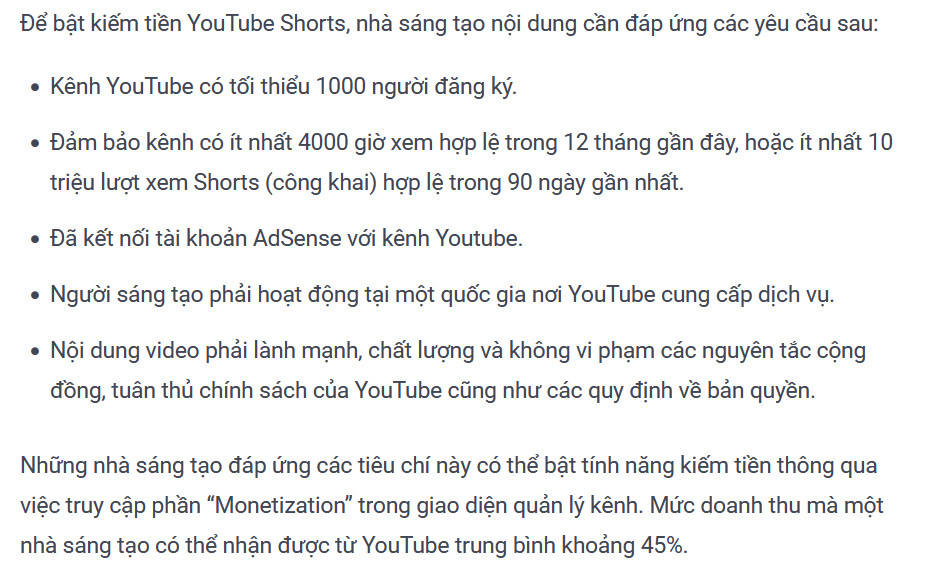 Để bật kiếm tiền YouTube Shorts, nhà sáng tạo nội dung cần đáp ứng các yêu cầu sau:
• Kênh YouTube có tối thiểu 1000 người đăng ký.
• Đảm bảo kênh có ít nhất 4000 giờ xem hợp lệ trong 12 tháng gần đây, hoặc ít nhất 10
triệu lượt xem Shorts (công khai) hợp lệ trong 90 ngày gần nhất.
• Đã kết nối tài khoản AdSense với kênh Youtube.
• Người sáng tạo phải hoạt động tại một quốc gia nơi YouTube cung cấp dịch vụ.
• Nội dung video phải lành mạnh, chất lượng và không vi phạm các nguyên tắc cộng
đồng, tuân thủ chính sách của YouTube cũng như các quy định về bản quyền.
Những nhà sáng tạo đáp ứng các tiêu chí này có thể bật tính năng kiếm tiền thông qua
việc truy cập phần “Monetization” trong giao diện quản lý kênh. Mức doanh thu mà một
nhà sáng tạo có thể nhận được từ YouTube trung bình khoảng 45%.